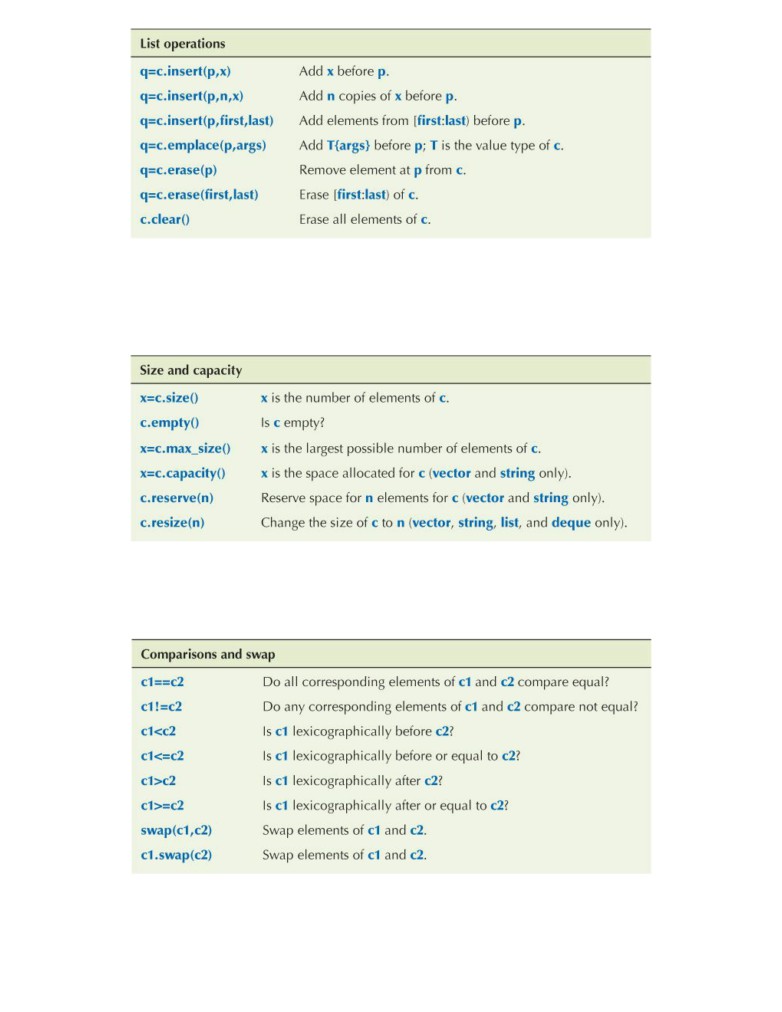 List operations
q=c.insert(p,x) Add x before p.
q=c.insert(p,n,x) Add n copies of x before p.
q=c.insert(p,first,last) Add elements from [first:last) before p.
q=c.emplace(p,args) Add T{args} before p; T is the value type of c.
q=c.erase(p) Remove element at p from c.
q=c.erase(first,last) Erase [first:last) of c.
c.clear() Erase all elements of c.
Size and capacity
x=c.size() x is the number of elements of c.
c.empty() Is c empty?
x=c.max_size() x is the largest possible number of elements of c.
x=c.capacity() x is the space allocated for c (vector and string only).
c.reserve(n) Reserve space for n elements for c (vector and string only).
c.resize(n) Change the size of c to n (vector, string, list, and deque only).
Comparisons and swap
c1==c2 Do all corresponding elements of c1 and c2 compare equal?
c1!=c2 Do any corresponding elements of c1 and c2 compare not equal?
c1<c2 Is c1 lexicographically before c2?
c1<=c2 Is c1 lexicographically before or equal to c2?
c1>c2 Is c1 lexicographically after c2?
c1>=c2 Is c1 lexicographically after or equal to c2?
swap(c1,c2) Swap elements of c1 and c2.
c1.swap(c2) Swap elements of c1 and c2.